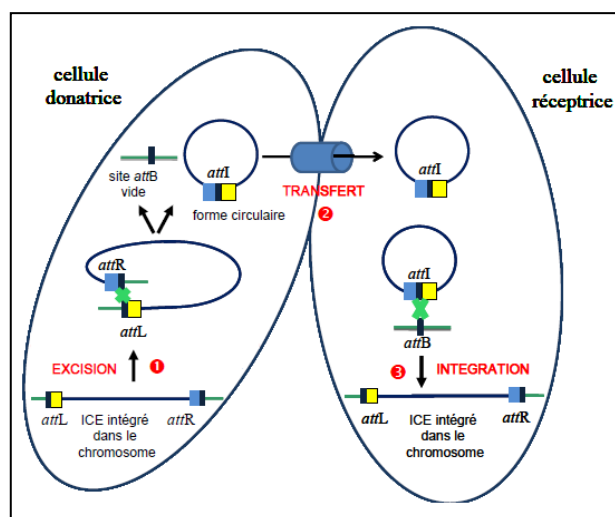 cellule
donatrice
cellule
réceptrice
site attB
vide
attI
forme circulaire
TRANSFERT
2
attI
attR
attL
attI
attB
EXCISION 1
3 INTEGRATION
attL ICE intégré attR
dans le
chromosome
attL ICE intégré attR
dans le
chromosome